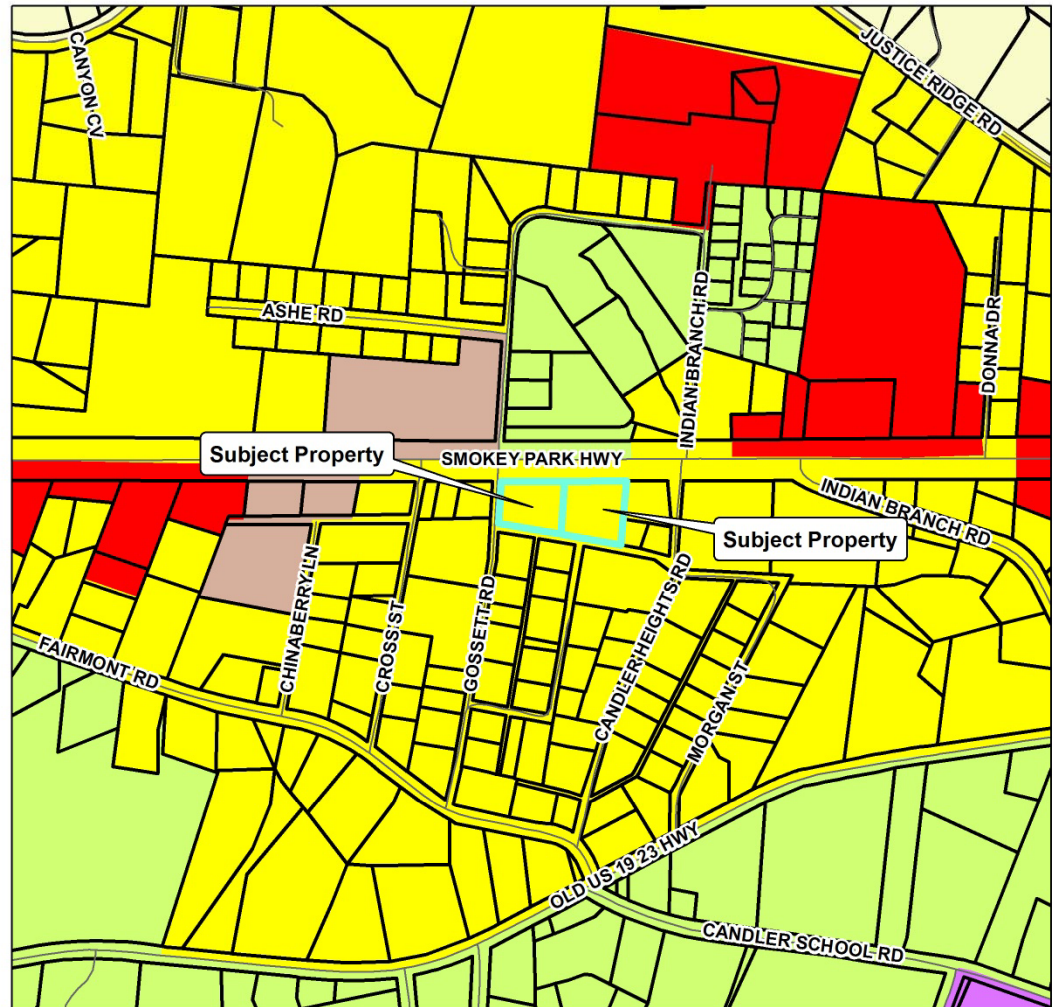 CANYON CV
JUSTICE RIDGE RD
ASHE RD
INDIAN BRANCH RD
DONNA DR
Subject Property
SMOKEY PARK HWY
INDIAN BRANCH RD
Subject Property
CHINABERRY LN
CROSS ST
GOSSETT RD
CANDLER HEIGHTS RD
MORGAN ST
FAIRMONT RD
OLD US 19 23 HWY
CANDLER SCHOOL RD